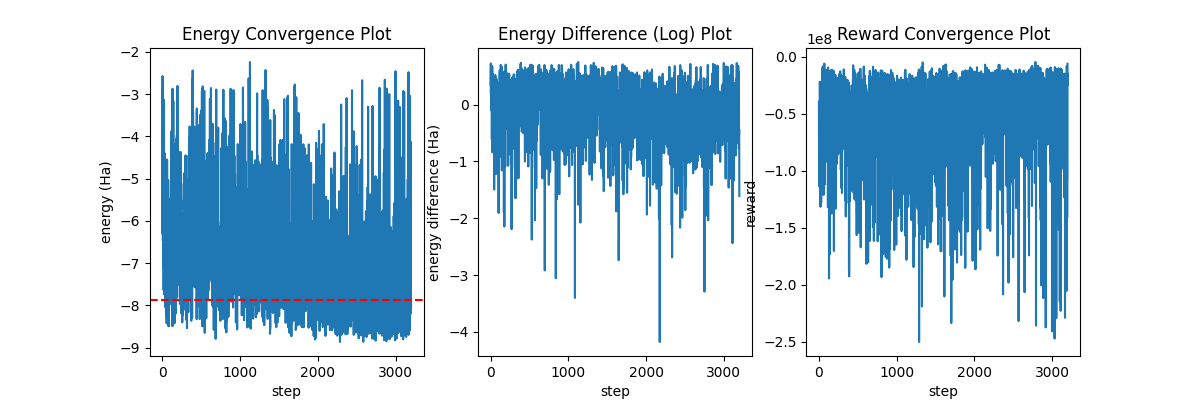 Energy Convergence Plot
energy (Ha)
−2
−3
−4
−5
−6
−7
−8
−9
0 1000 2000 3000
step
Energy Difference (Log) Plot
energy difference (Ha)
0
−1
−2
−3
−4
0 1000 2000 3000
step
1e8 Reward Convergence Plot
reward
0.0
−0.5
−1.0
−1.5
−2.0
−2.5
0 1000 2000 3000
step